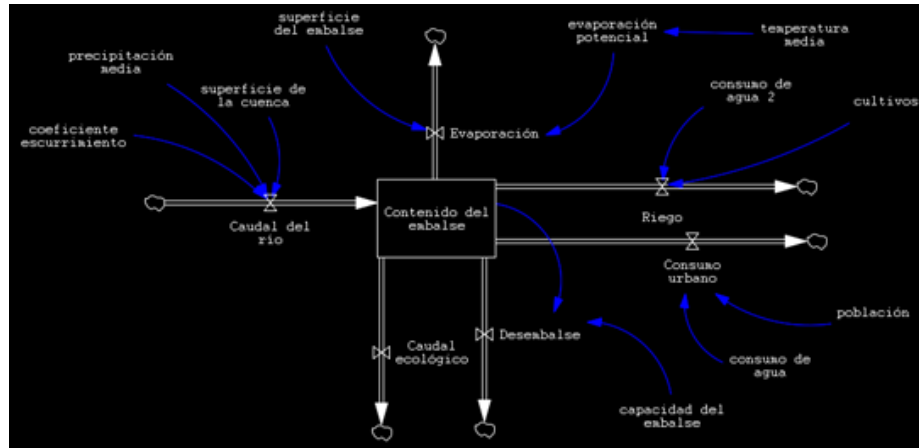 superficie
del embalse
evaporación
potencial
temperatura
media
precipitación
media
superficie de
la cuenca
consumo de
agua 2
cultivos
coeficiente
escurrimiento
Evaporación
Contenido del
embalse
Caudal del
río
Riego
Consumo
urbano
población
Caudal
ecológico
Desembalse
consumo de
agua
capacidad del
embalse